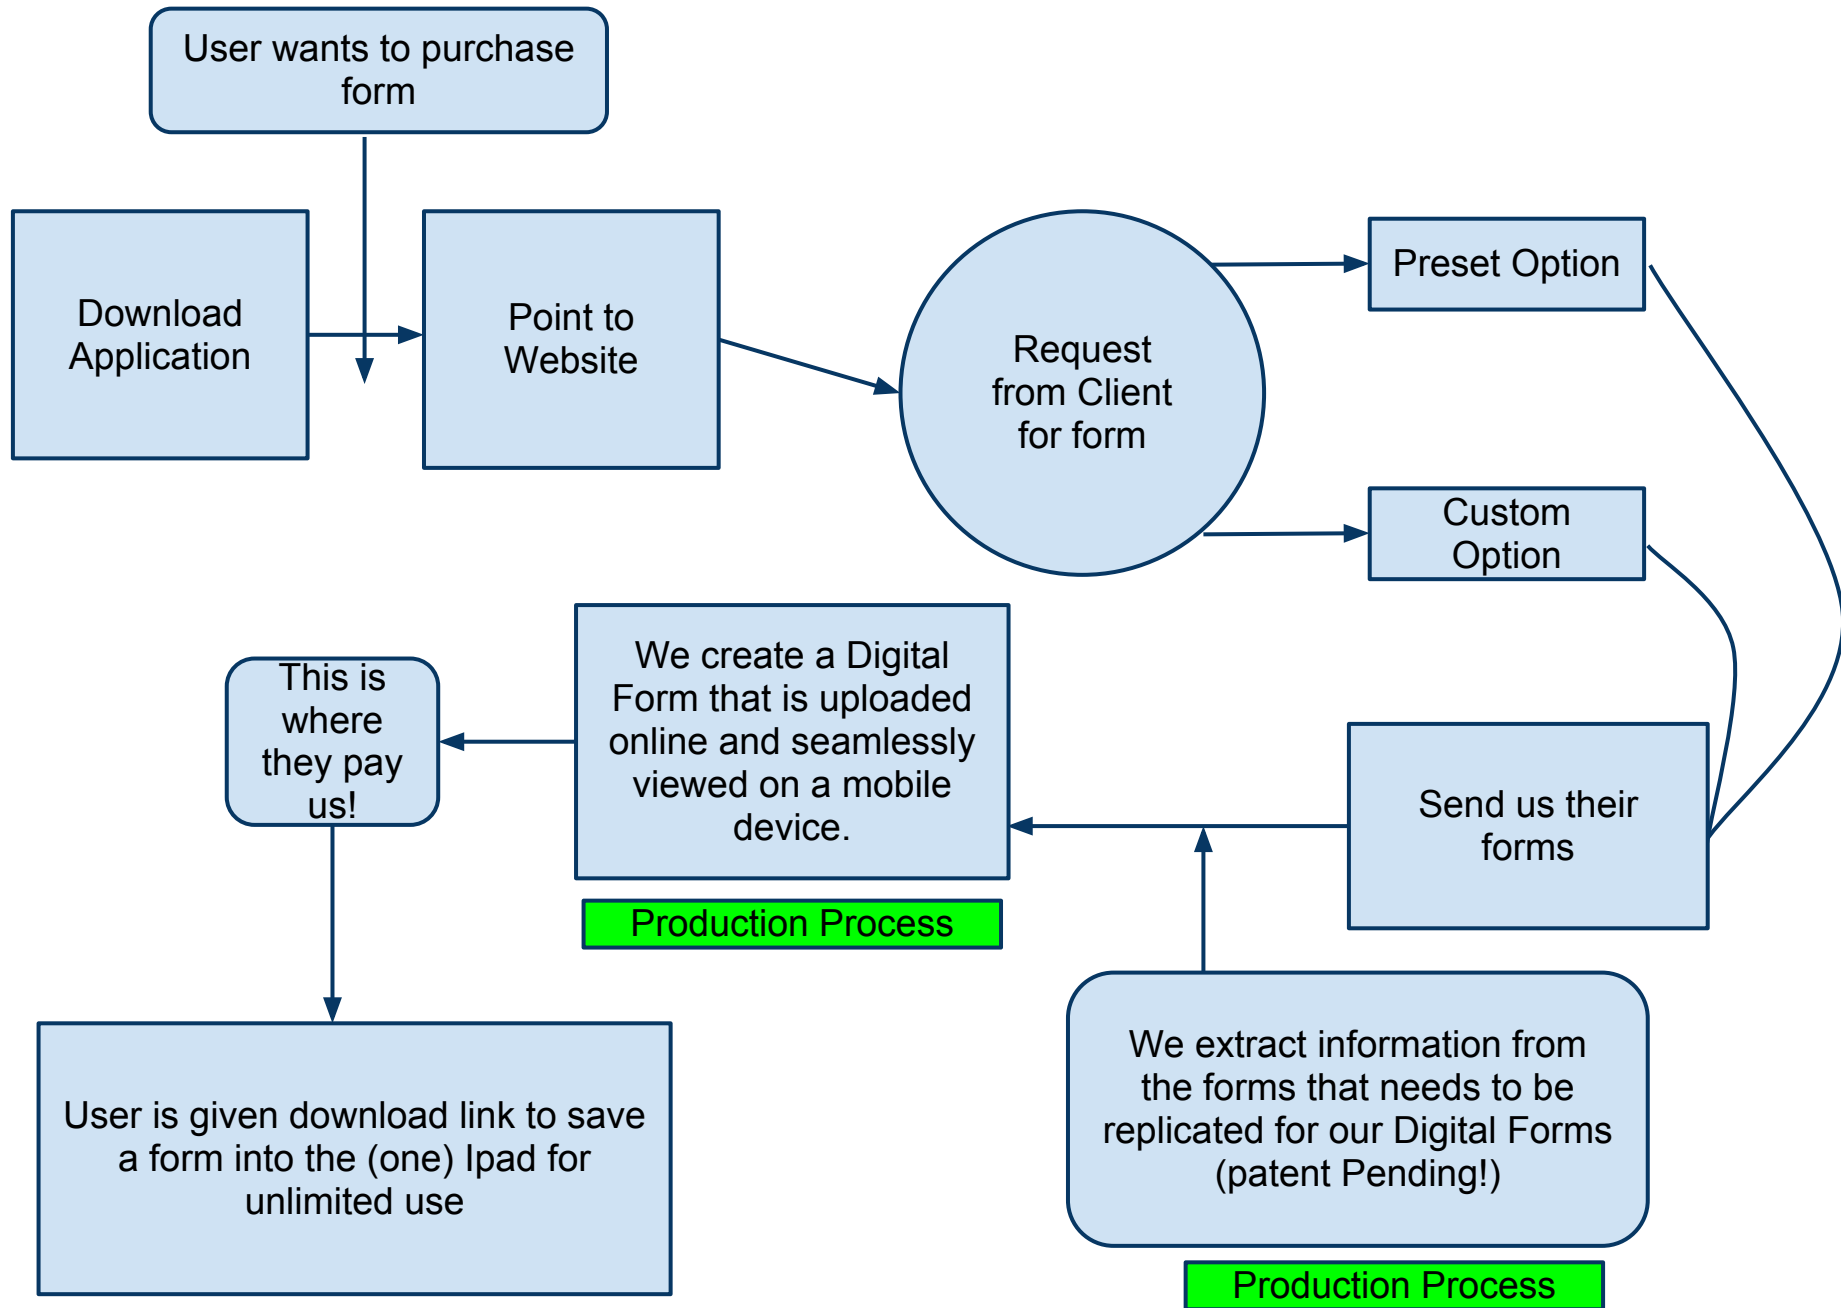 User wants to purchase
form
Download
Application
Point to
Website
Request
from Client
for form
Preset Option
Custom
Option
This is
where
they pay
us!
We create a Digital
Form that is uploaded
online and seamlessly
viewed on a mobile
device.
Send us their
forms
Production Process
User is given download link to save
a form into the (one) Ipad for
unlimited use
We extract information from
the forms that needs to be
replicated for our Digital Forms
(patent Pending!)
Production Process